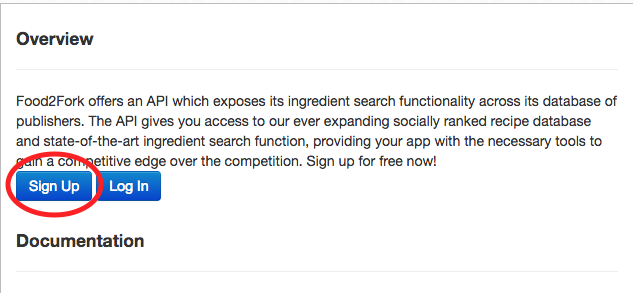 Overview
Food2Fork offers an API which exposes its ingredient search functionality across its database of
publishers. The API gives you access to our ever expanding socially ranked recipe database
and state-of-the-art ingredient search function, providing your app with the necessary tools to
gain a competitive edge over the competition. Sign up for free now!
Sign Up Log In
Documentation